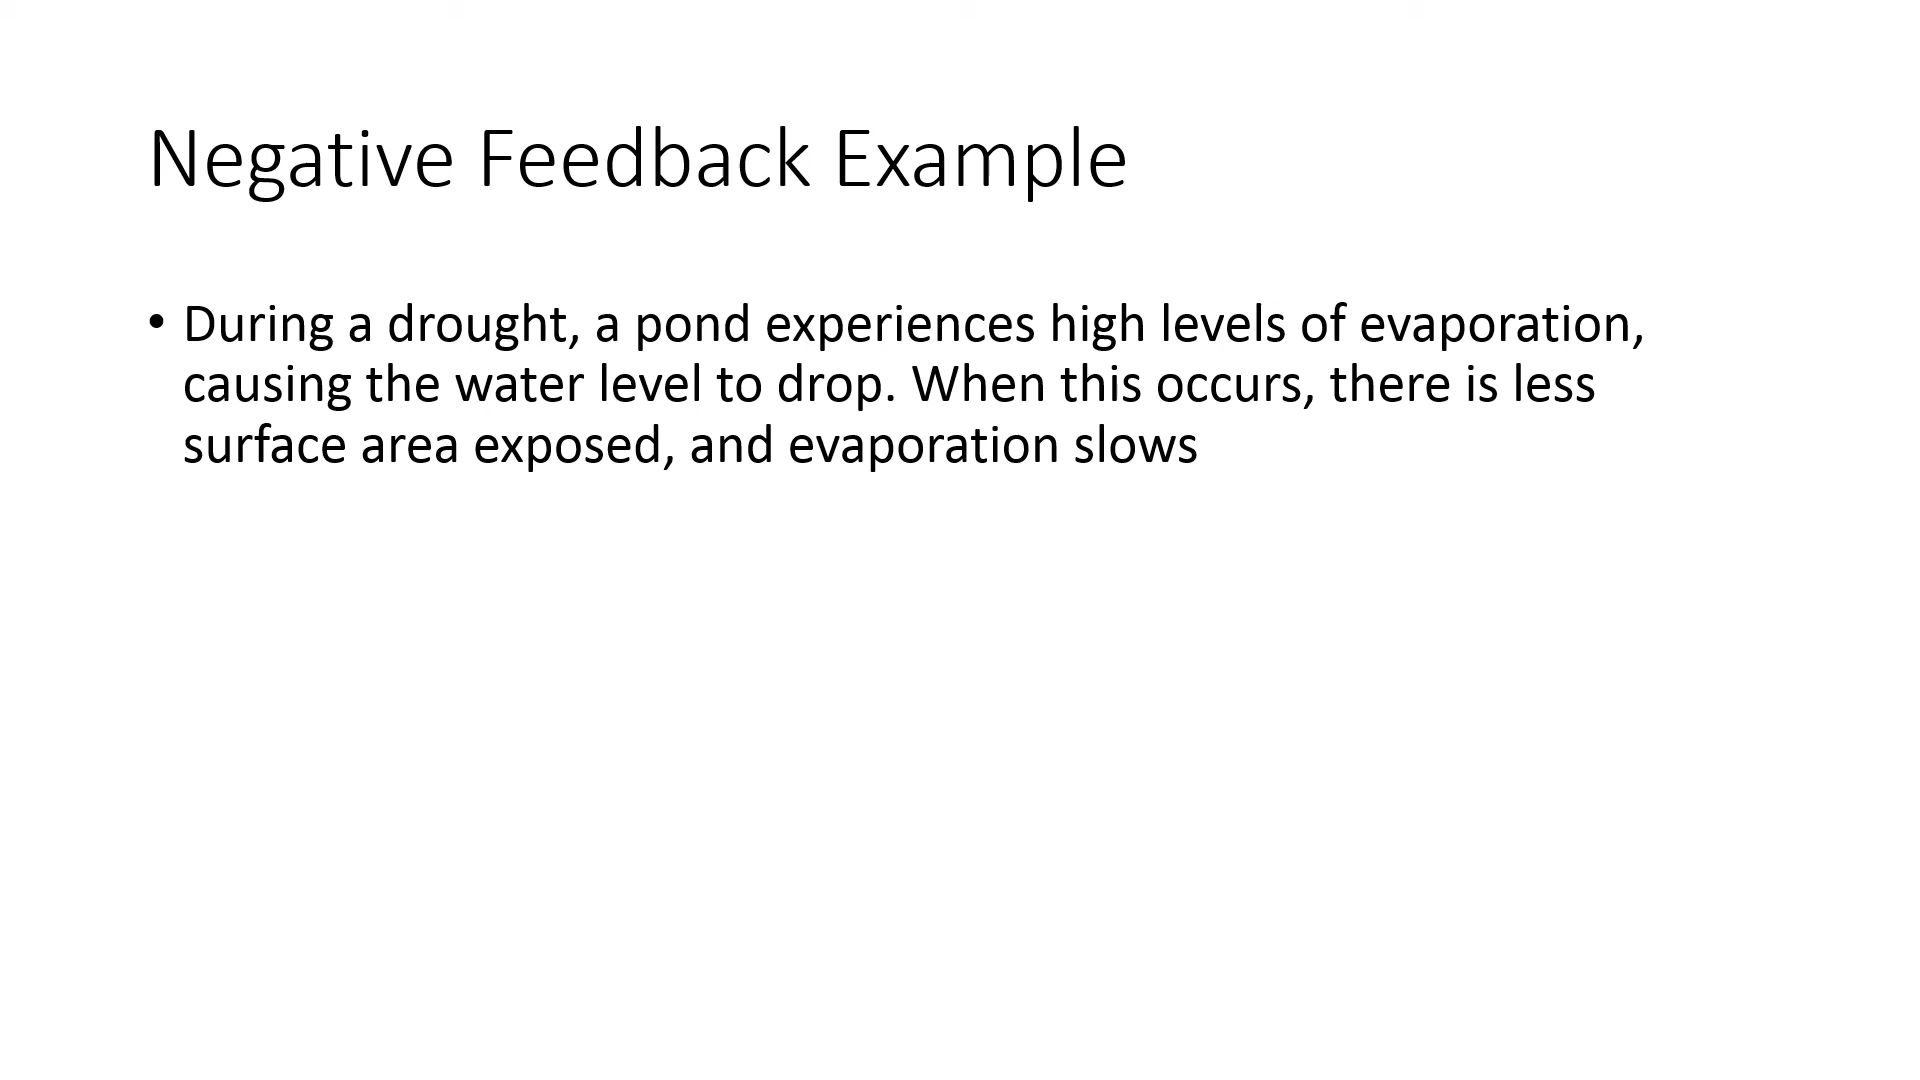 Negative Feedback Example
• During a drought, a pond experiences high levels of evaporation,
causing the water level to drop. When this occurs, there is less
surface area exposed, and evaporation slows